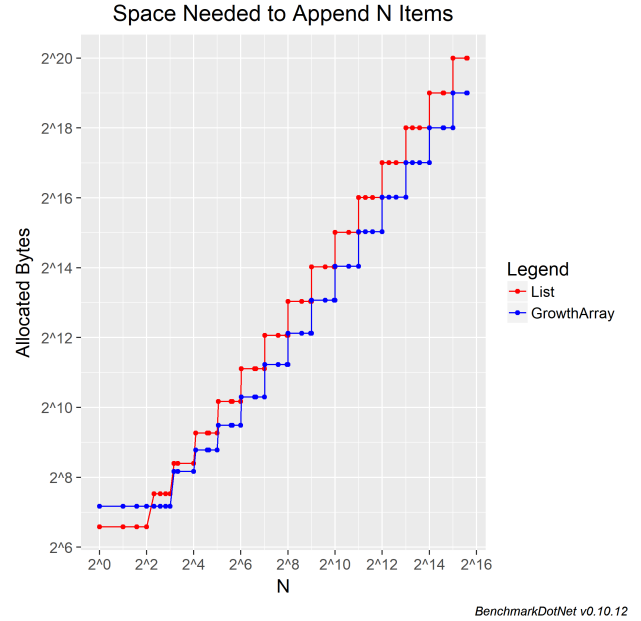 Space Needed to Append N Items
2^20
2^18
2^16
2^14
2^12
2^10
2^8
2^6
Allocated Bytes
2^0 2^2 2^4 2^6 2^8 2^10 2^12 2^14 2^16
N
Legend
List
GrowthArray
BenchmarkDotNet v0.10.12